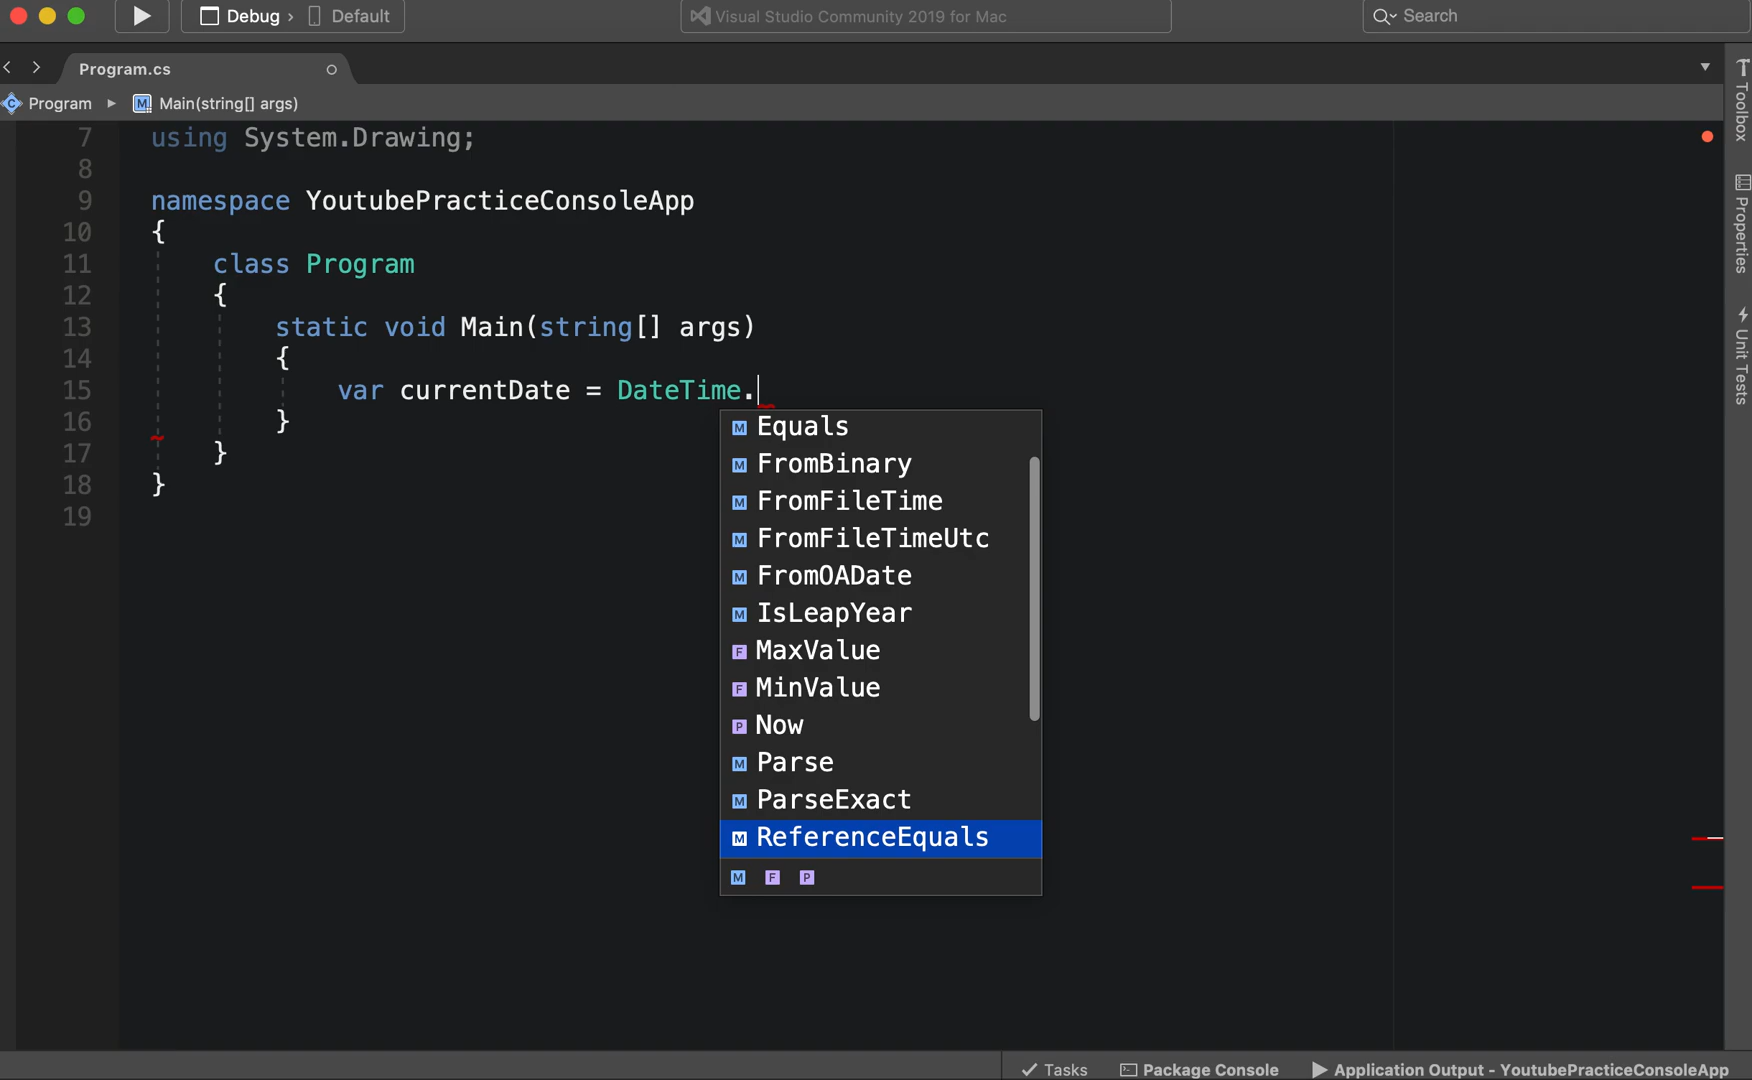 Debug › Default
Visual Studio Community 2019 for Mac
Search
Program.cs
Program ▸ M Main(string[] args)
7 using System.Drawing;
8
9 namespace YoutubePracticeConsoleApp
10 {
11 class Program
12 {
13 static void Main(string[] args)
14 {
15 var currentDate = DateTime.
16 }
17 }
18 }
19
M Equals
M FromBinary
M FromFileTime
M FromFileTimeUtc
M FromOADate
M IsLeapYear
F MaxValue
F MinValue
P Now
M Parse
M ParseExact
M ReferenceEquals
M F P
Toolbox
Properties
Unit Tests
Tasks Package Console Application Output - YoutubePracticeConsoleApp